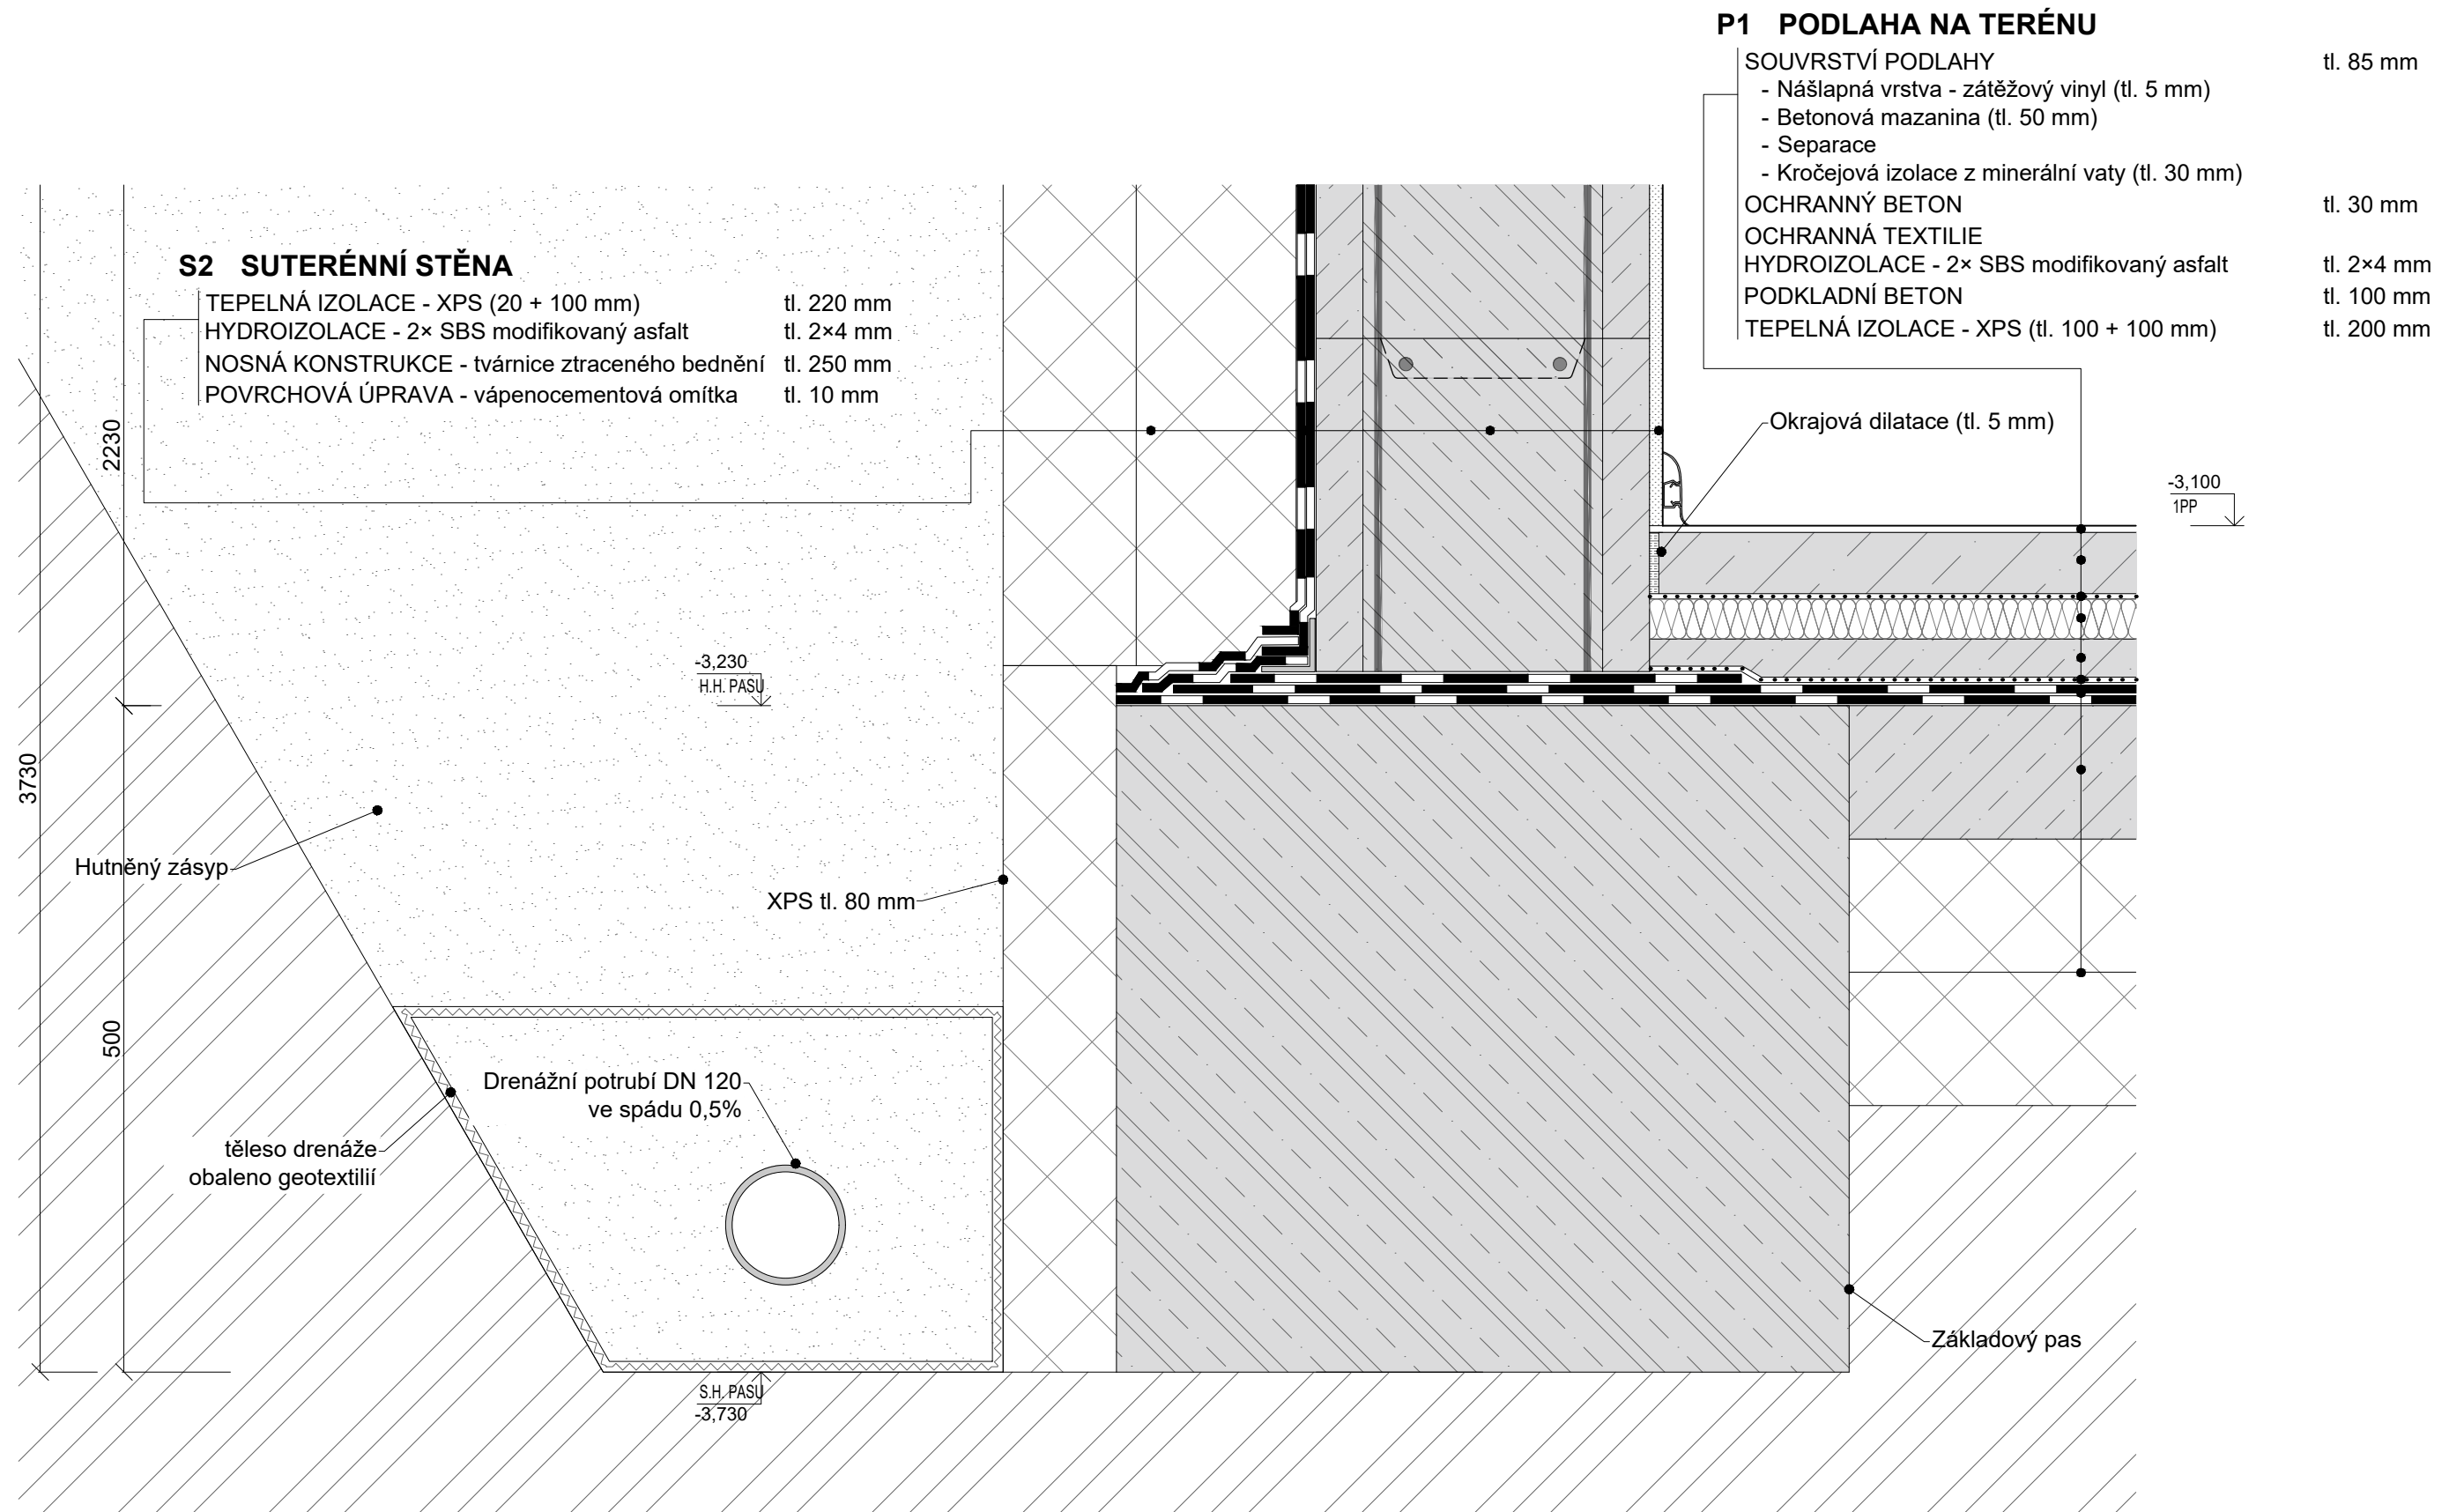 P1 PODLAHA NA TERÉNU
SOUVRSTVÍ PODLAHY tl. 85 mm
- Nášlapná vrstva - zátěžový vinyl (tl. 5 mm)
- Betonová mazanina (tl. 50 mm)
- Separace
- Kročejová izolace z minerální vaty (tl. 30 mm)
OCHRANNÝ BETON tl. 30 mm
OCHRANNÁ TEXTILIE
HYDROIZOLACE - 2× SBS modifikovaný asfalt tl. 2×4 mm
PODKLADNÍ BETON tl. 100 mm
TEPELNÁ IZOLACE - XPS (tl. 100 + 100 mm) tl. 200 mm
S2 SUTERÉNNÍ STĚNA
TEPELNÁ IZOLACE - XPS (20 + 100 mm) tl. 220 mm
HYDROIZOLACE - 2× SBS modifikovaný asfalt tl. 2×4 mm
NOSNÁ KONSTRUKCE - tvárnice ztraceného bednění tl. 250 mm
POVRCHOVÁ ÚPRAVA - vápenocementová omítka tl. 10 mm
Okrajová dilatace (tl. 5 mm)
2230
-3,100
1PP
-3,230
H.H. PASU
3730
Hutněný zásyp
XPS tl. 80 mm
500
Drenážní potrubí DN 120
ve spádu 0,5%
těleso drenáže
obaleno geotextilií
Základový pas
S.H. PASU
-3,730